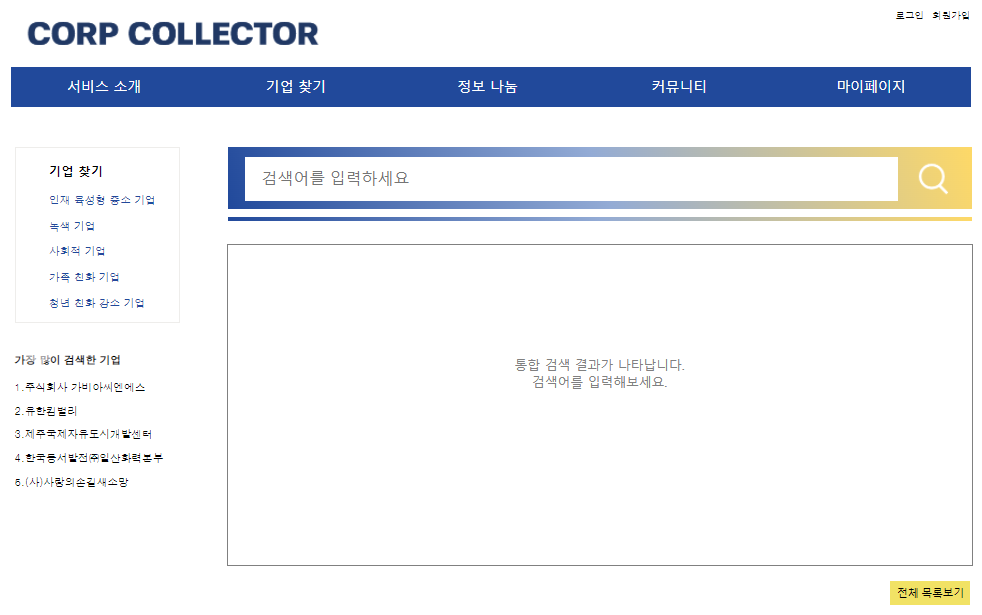 로그인 회원가입
CORP COLLECTOR
서비스 소개 기업 찾기 정보 나눔 커뮤니티 마이페이지
기업 찾기
인재 육성형 중소 기업
녹색 기업
사회적 기업
가족 친화 기업
청년 친화 강소 기업
검색어를 입력하세요
통합 검색 결과가 나타납니다.
검색어를 입력해보세요.
가장 많이 검색한 기업
1.주식회사 가비아씨엔에스
2.유한킴벌리
3.제주국제자유도시개발센터
4.한국동서발전㈜일산화력본부
5.(사)사랑의손길새소망
전체 목록보기